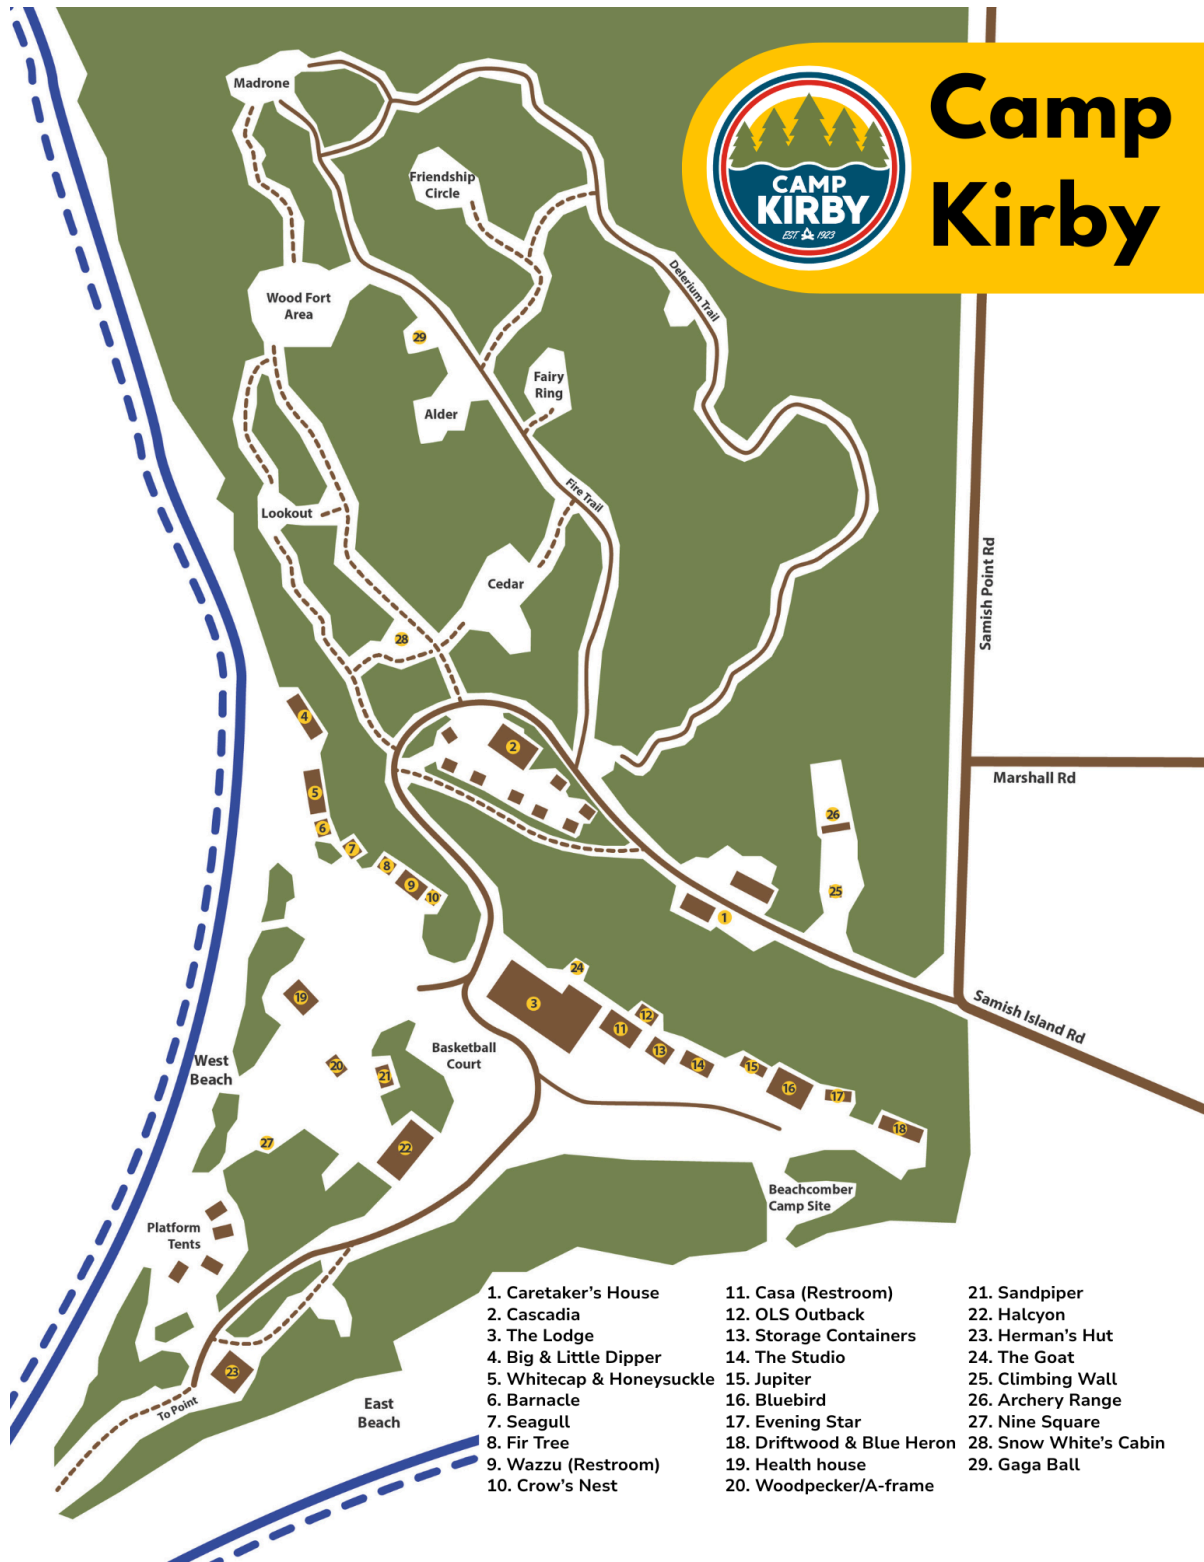 Camp
Kirby
CAMP
KIRBY
EST. 1923
Madrone
Friendship
Circle
Delerium Trail
Wood Fort
Area
29
Fairy
Ring
Alder
Fire Trail
Lookout
Samish Point Rd
Cedar
28
4
2
Marshall Rd
5
26
6
7
8
9
10
25
1
24
19
3
Samish Island Rd
12
11
Basketball
Court
13
West
Beach
20
21
14
15
16
17
18
27
22
Beachcomber
Camp Site
Platform
Tents
23
To Point
East
Beach
1. Caretaker's House
2. Cascadia
3. The Lodge
4. Big & Little Dipper
5. Whitecap & Honeysuckle
6. Barnacle
7. Seagull
8. Fir Tree
9. Wazzu (Restroom)
10. Crow's Nest
11. Casa (Restroom)
12. OLS Outback
13. Storage Containers
14. The Studio
15. Jupiter
16. Bluebird
17. Evening Star
18. Driftwood & Blue Heron
19. Health house
20. Woodpecker/A-frame
21. Sandpiper
22. Halcyon
23. Herman's Hut
24. The Goat
25. Climbing Wall
26. Archery Range
27. Nine Square
28. Snow White's Cabin
29. Gaga Ball